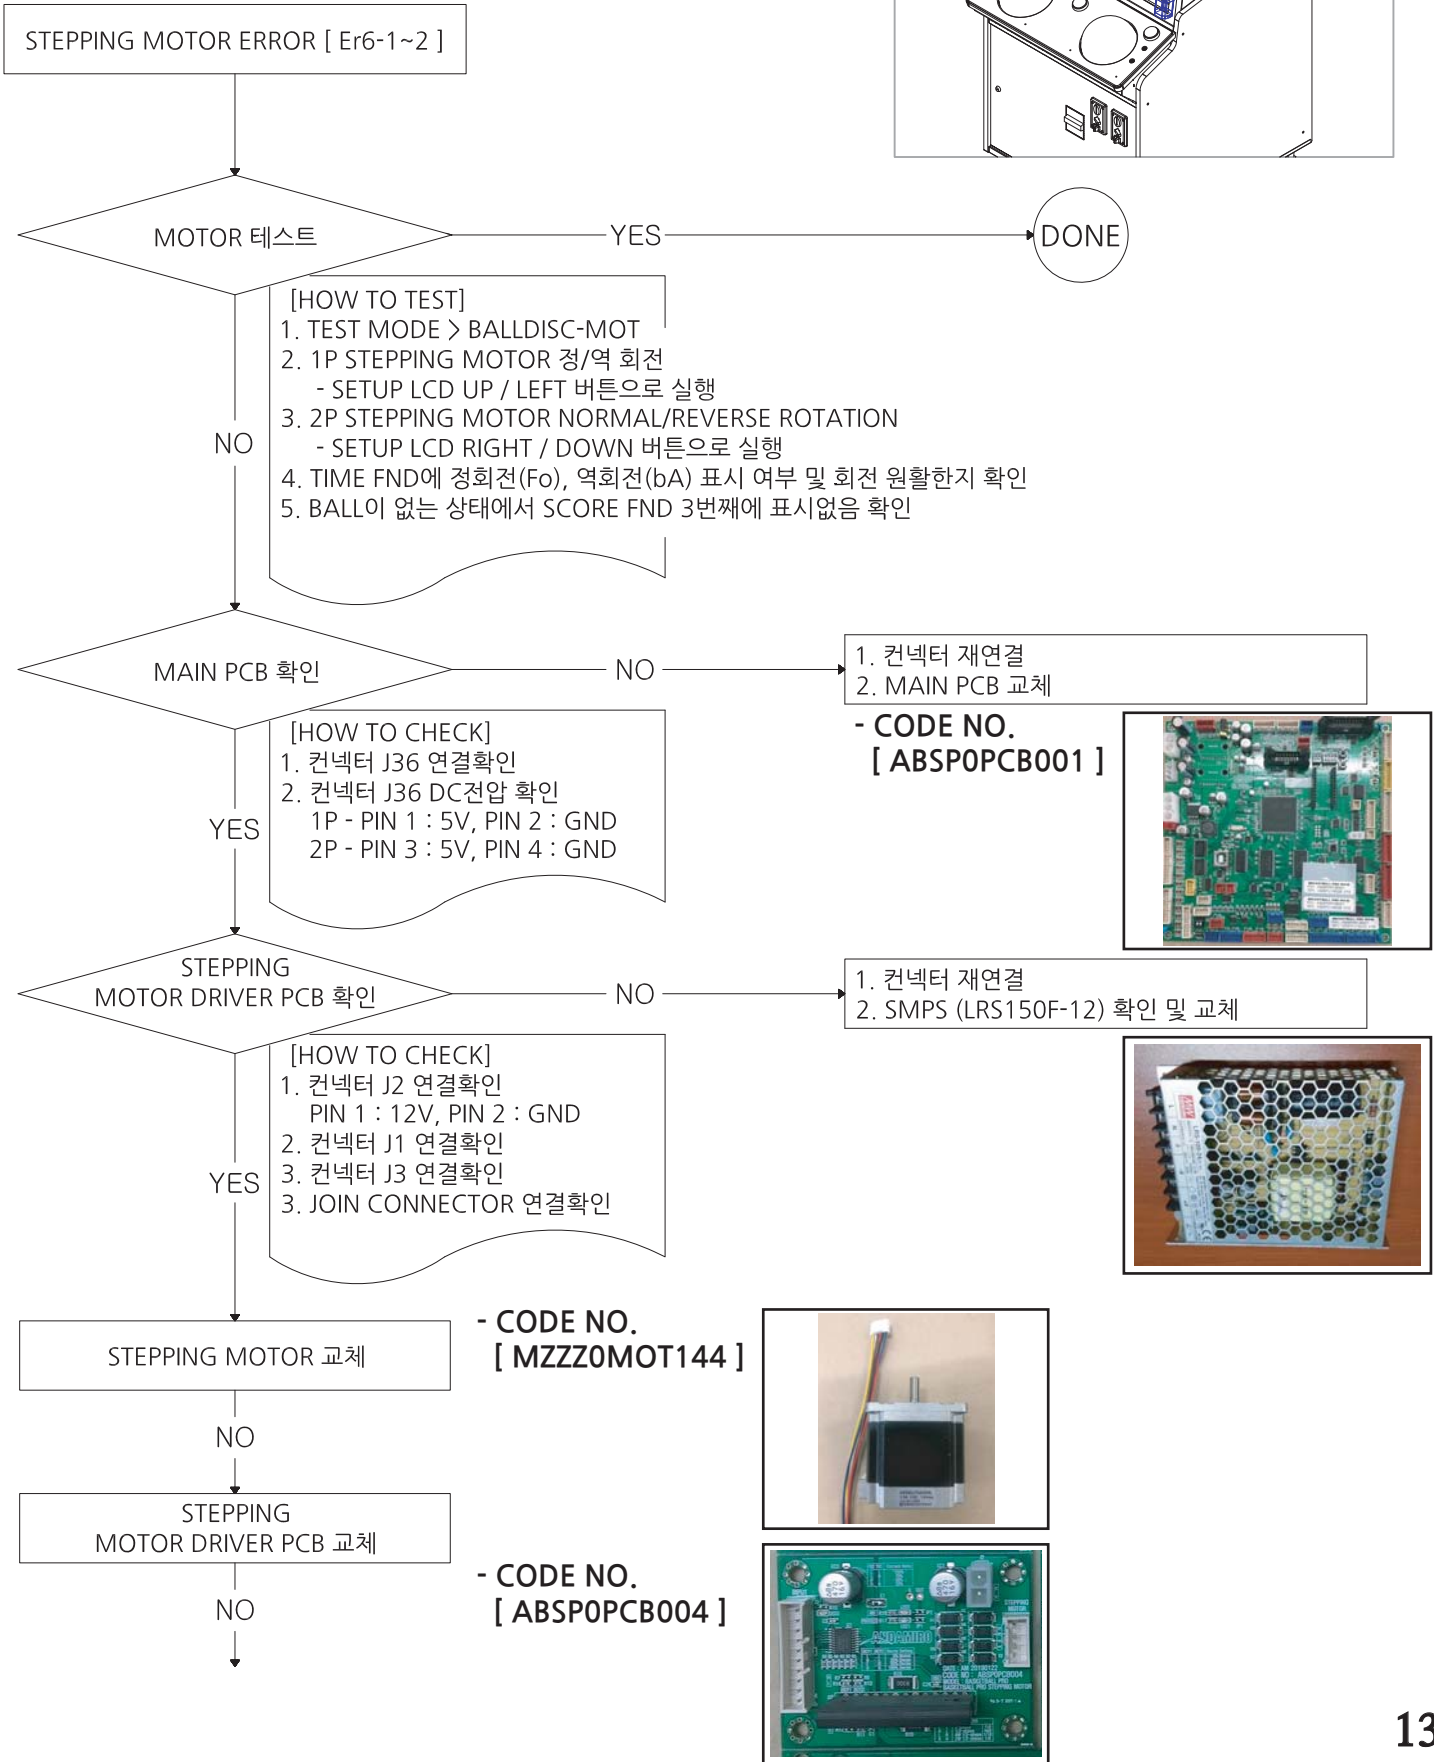 STEPPING MOTOR ERROR [ Er6-1~2 ]
MOTOR 테스트
YES
DONE
[HOW TO TEST]
1. TEST MODE > BALLDISC-MOT
2. 1P STEPPING MOTOR 정/역 회전
- SETUP LCD UP / LEFT 버튼으로 실행
3. 2P STEPPING MOTOR NORMAL/REVERSE ROTATION
- SETUP LCD RIGHT / DOWN 버튼으로 실행
4. TIME FND에 정회전(Fo), 역회전(bA) 표시 여부 및 회전 원활한지 확인
5. BALL이 없는 상태에서 SCORE FND 3번째에 표시없음 확인
NO
MAIN PCB 확인
NO
1. 컨넥터 재연결
2. MAIN PCB 교체
- CODE NO.
[ ABSP0PCB001 ]
[HOW TO CHECK]
1. 컨넥터 J36 연결확인
2. 컨넥터 J36 DC전압 확인
1P - PIN 1 : 5V, PIN 2 : GND
2P - PIN 3 : 5V, PIN 4 : GND
YES
STEPPING
MOTOR DRIVER PCB 확인
NO
1. 컨넥터 재연결
2. SMPS (LRS150F-12) 확인 및 교체
[HOW TO CHECK]
1. 컨넥터 J2 연결확인
PIN 1 : 12V, PIN 2 : GND
2. 컨넥터 J1 연결확인
3. 컨넥터 J3 연결확인
3. JOIN CONNECTOR 연결확인
YES
STEPPING MOTOR 교체
- CODE NO.
[ MZZZ0MOT144 ]
NO
STEPPING
MOTOR DRIVER PCB 교체
- CODE NO.
[ ABSP0PCB004 ]
NO
STEPPING
MOTOR
ANDAMIRO
CODE NO : ABSP0PCB004
MODEL : BASKETBALL PRO
BASKETBALL PRO STEPPING MOTOR
13